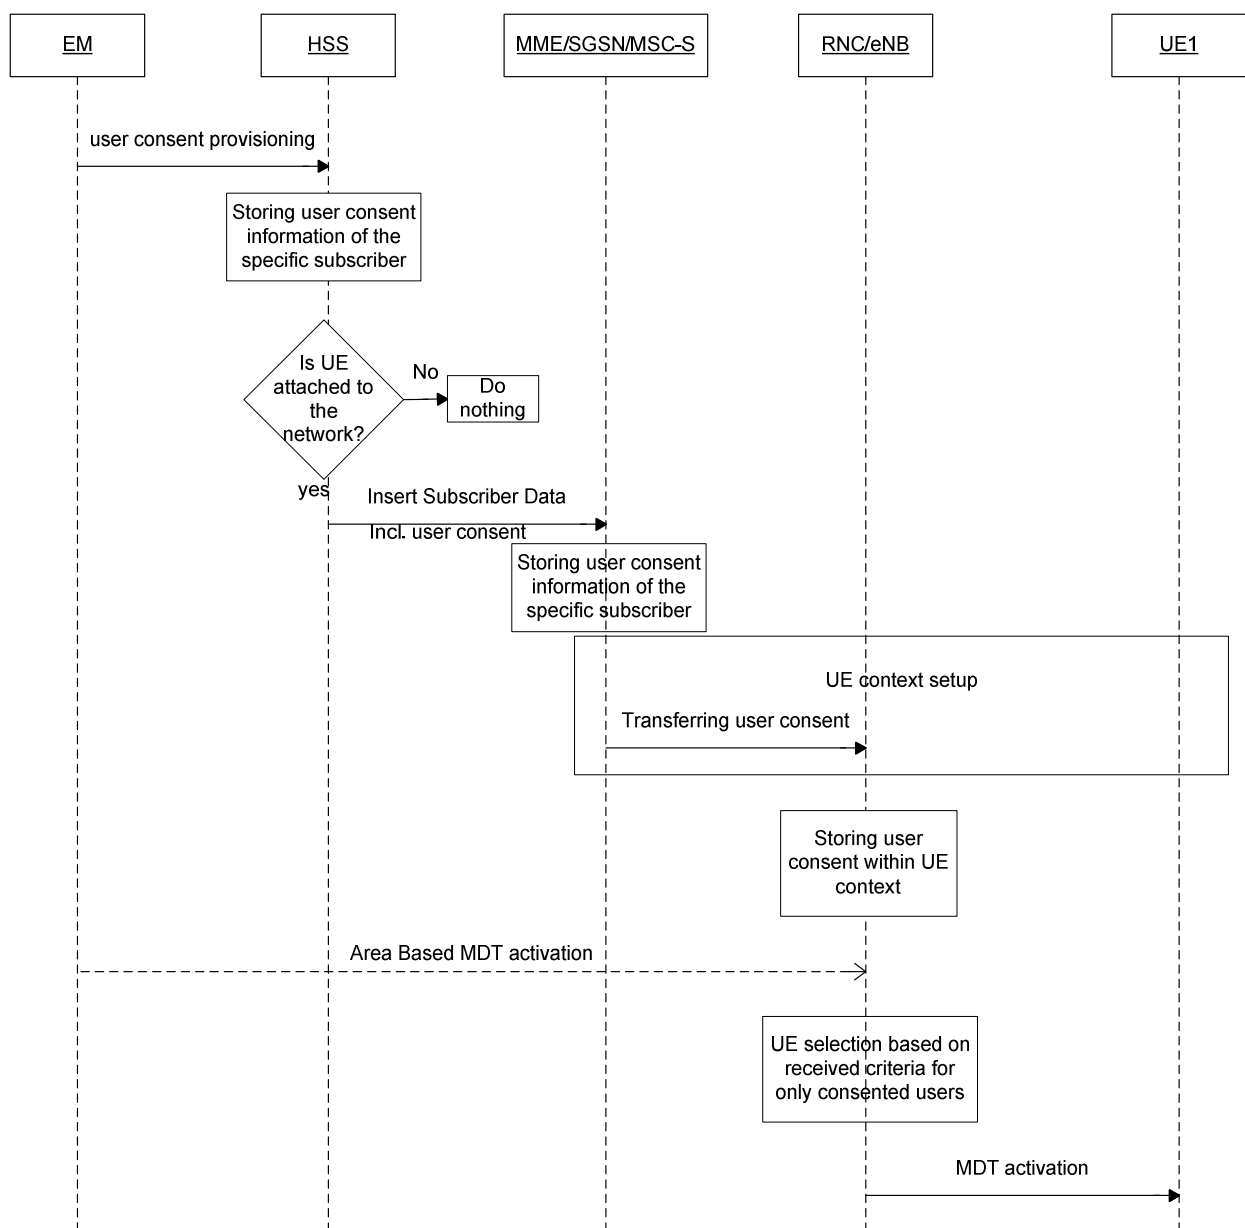 EM
HSS
MME/SGSN/MSC-S
RNC/eNB
UE1
user consent provisioning
Storing user consent
information of the
specific subscriber
Is UE
attached to
the
network?
No
Do
nothing
yes
Insert Subscriber Data
Incl. user consent
Storing user consent
information of the
specific subscriber
UE context setup
Transferring user consent
Storing user
consent within UE
context
Area Based MDT activation
UE selection based on
received criteria for
only consented users
MDT activation